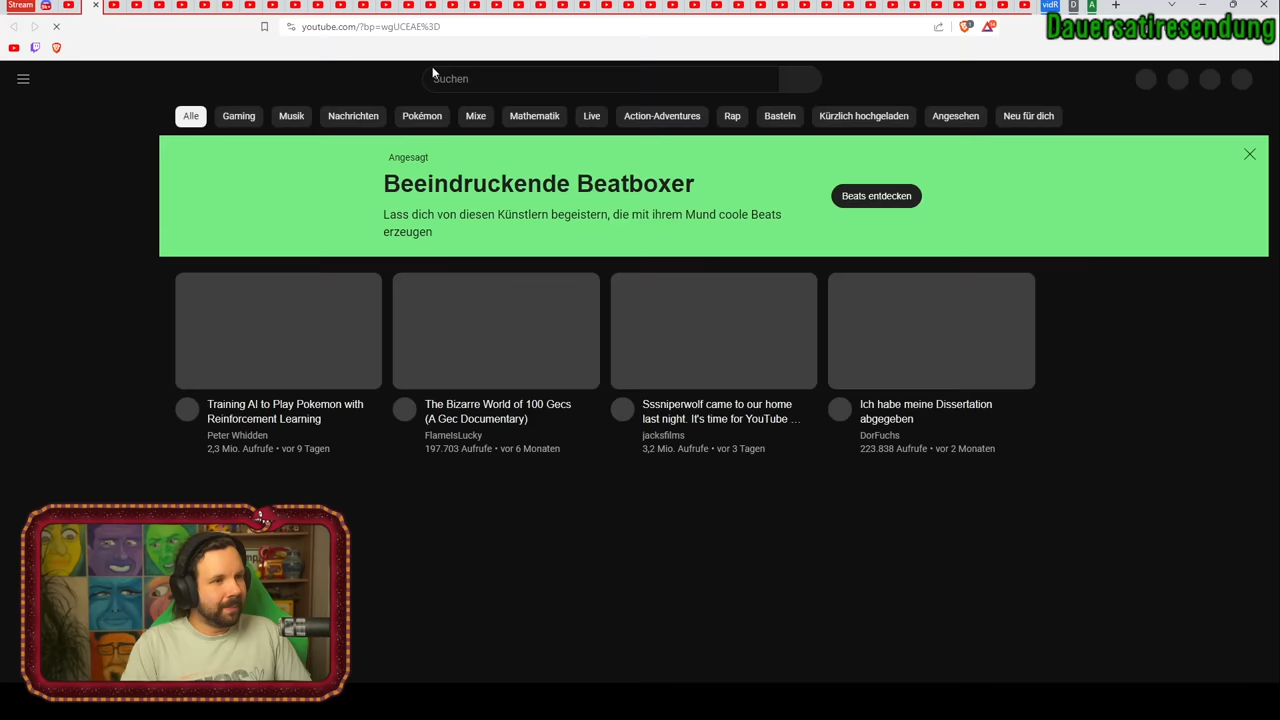 Stream
vidR
D
A
youtube.com/?bp=wgUCEAE%3D
Dauersatiresendung
Suchen
Alle
Gaming
Musik
Nachrichten
Pokémon
Mixe
Mathematik
Live
Action-Adventures
Rap
Basteln
Kürzlich hochgeladen
Angesehen
Neu für dich
Angesagt
Beeindruckende Beatboxer
Lass dich von diesen Künstlern begeistern, die mit ihrem Mund coole Beats
erzeugen
Beats entdecken
Training AI to Play Pokemon with
Reinforcement Learning
Peter Whidden
2,3 Mio. Aufrufe • vor 9 Tagen
The Bizarre World of 100 Gecs
(A Gec Documentary)
FlameIsLucky
197.703 Aufrufe • vor 6 Monaten
Sssniperwolf came to our home
last night. It's time for YouTube ...
jacksfilms
3,2 Mio. Aufrufe • vor 3 Tagen
Ich habe meine Dissertation
abgegeben
DorFuchs
223.838 Aufrufe • vor 2 Monaten